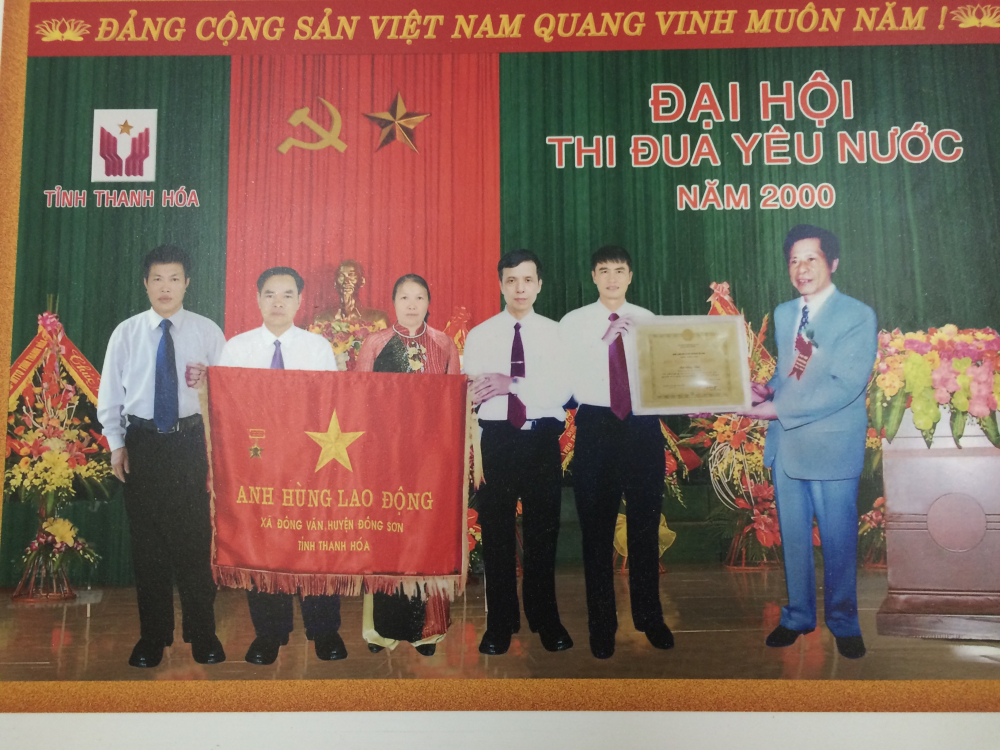 ĐẢNG CỘNG SẢN VIỆT NAM QUANG VINH MUÔN NĂM !
ĐẠI HỘI
THI ĐUA YÊU NƯỚC
NĂM 2000
TỈNH THANH HÓA
Chúc
ANH HÙNG LAO ĐỘNG
XÃ ĐÔNG VĂN, HUYỆN ĐÔNG SƠN
TỈNH THANH HÓA